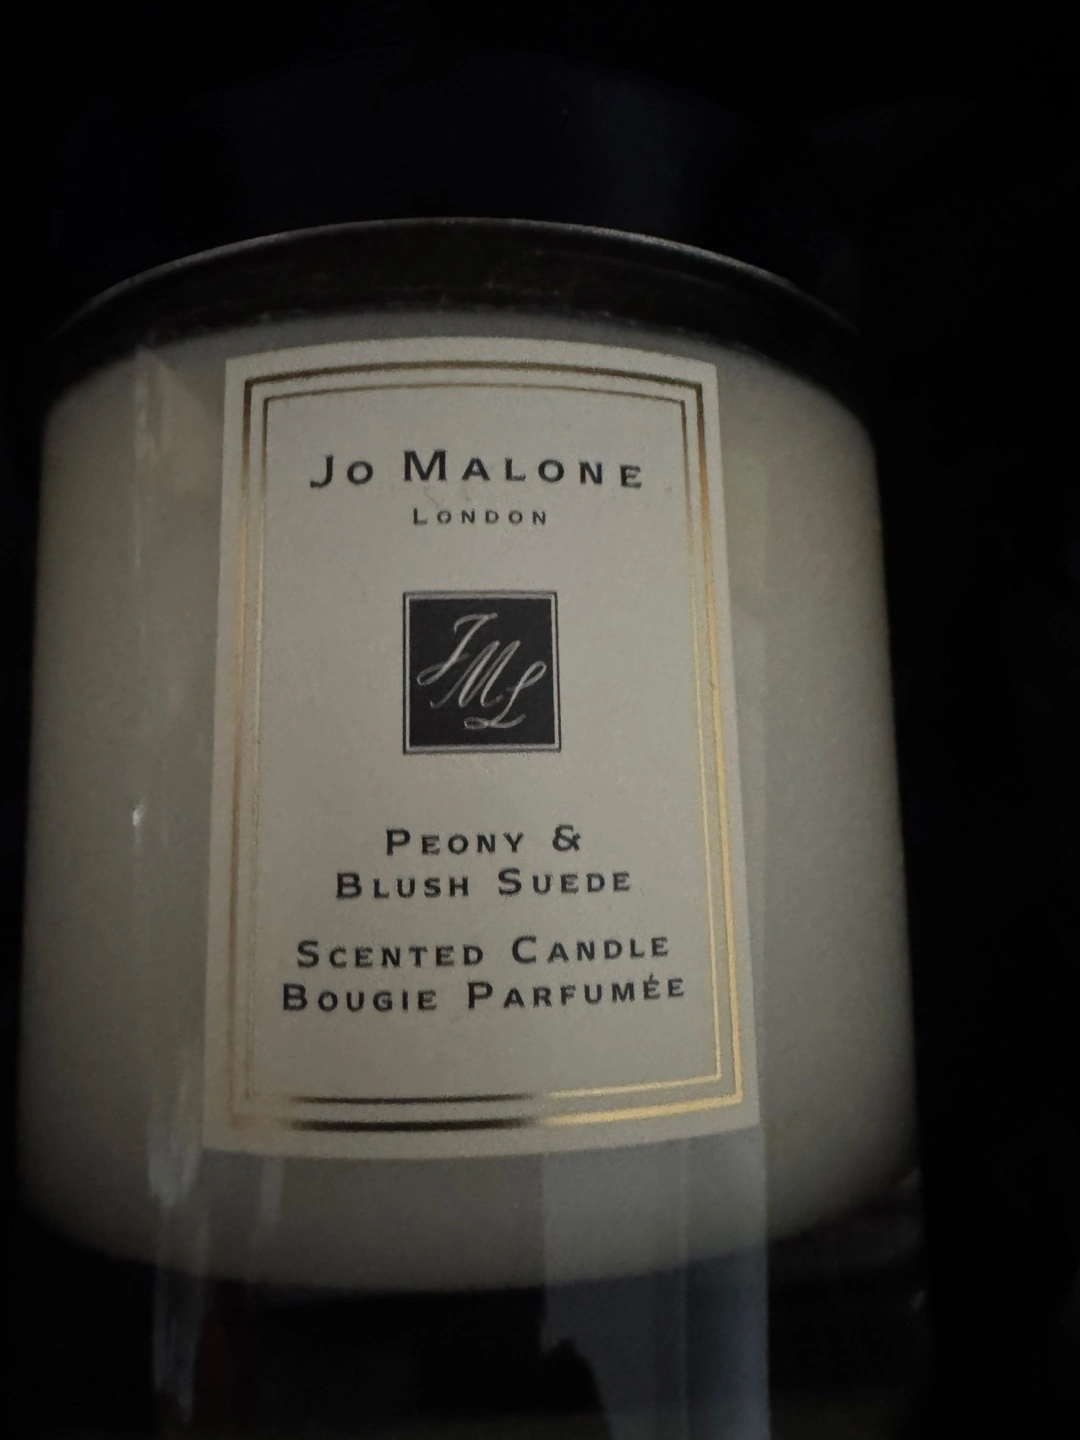 Jo Malone
London
JML
Peony &
Blush Suede
Scented Candle
Bougie Parfumée